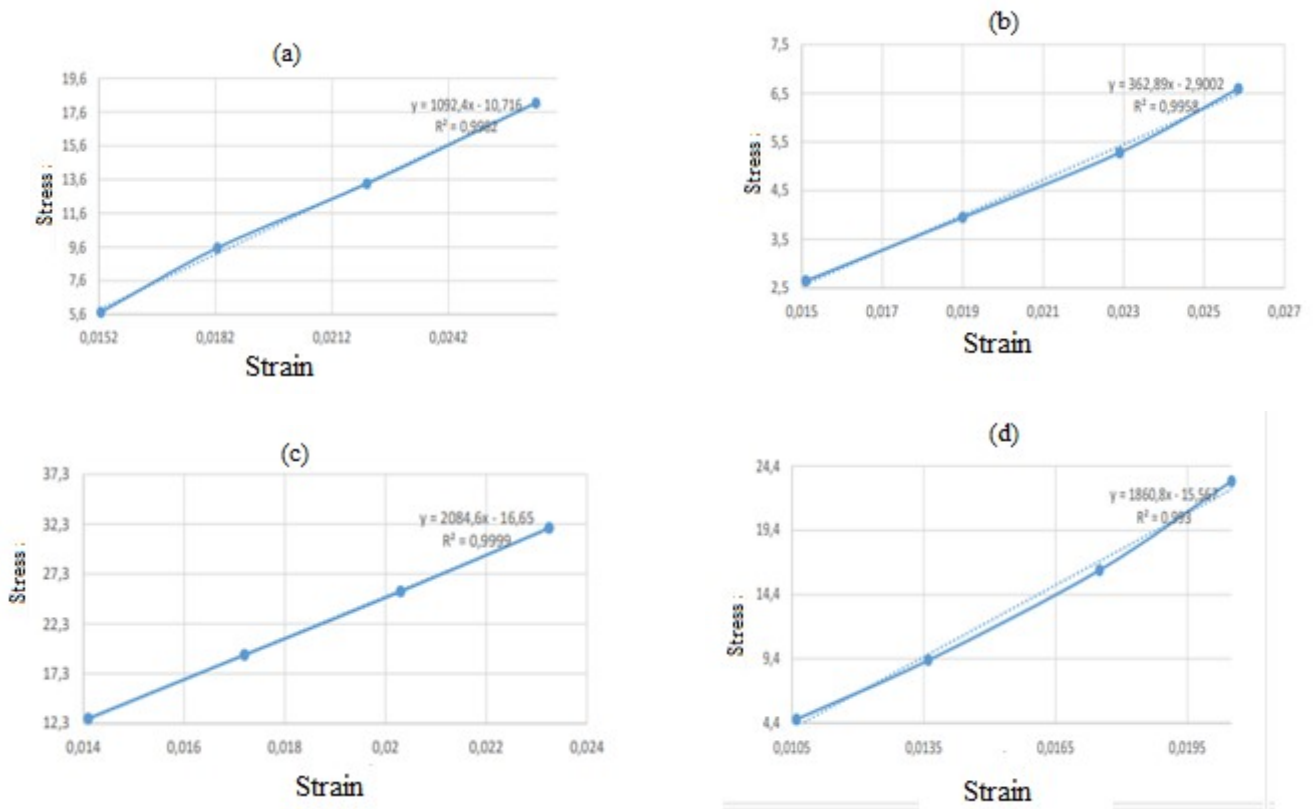 (a)
19,6
17,6
15,6
13,6
11,6
9,6
7,6
5,6
0,0152 0,0182 0,0212 0,0242
y = 1092,4x - 10,716
R² = 0,9982
Stress :
Strain
(b)
7,5
6,5
5,5
4,5
3,5
2,5
0,015 0,017 0,019 0,021 0,023 0,025 0,027
y = 362,89x - 2,9002
R² = 0,9958
Stress :
Strain
(c)
37,3
32,3
27,3
22,3
17,3
12,3
0,014 0,016 0,018 0,02 0,022 0,024
y = 2084,6x - 16,65
R² = 0,9999
Stress :
Strain
(d)
24,4
19,4
14,4
9,4
4,4
0,0105 0,0135 0,0165 0,0195
y = 1860,8x - 15,567
R² = 0,993
Stress :
Strain